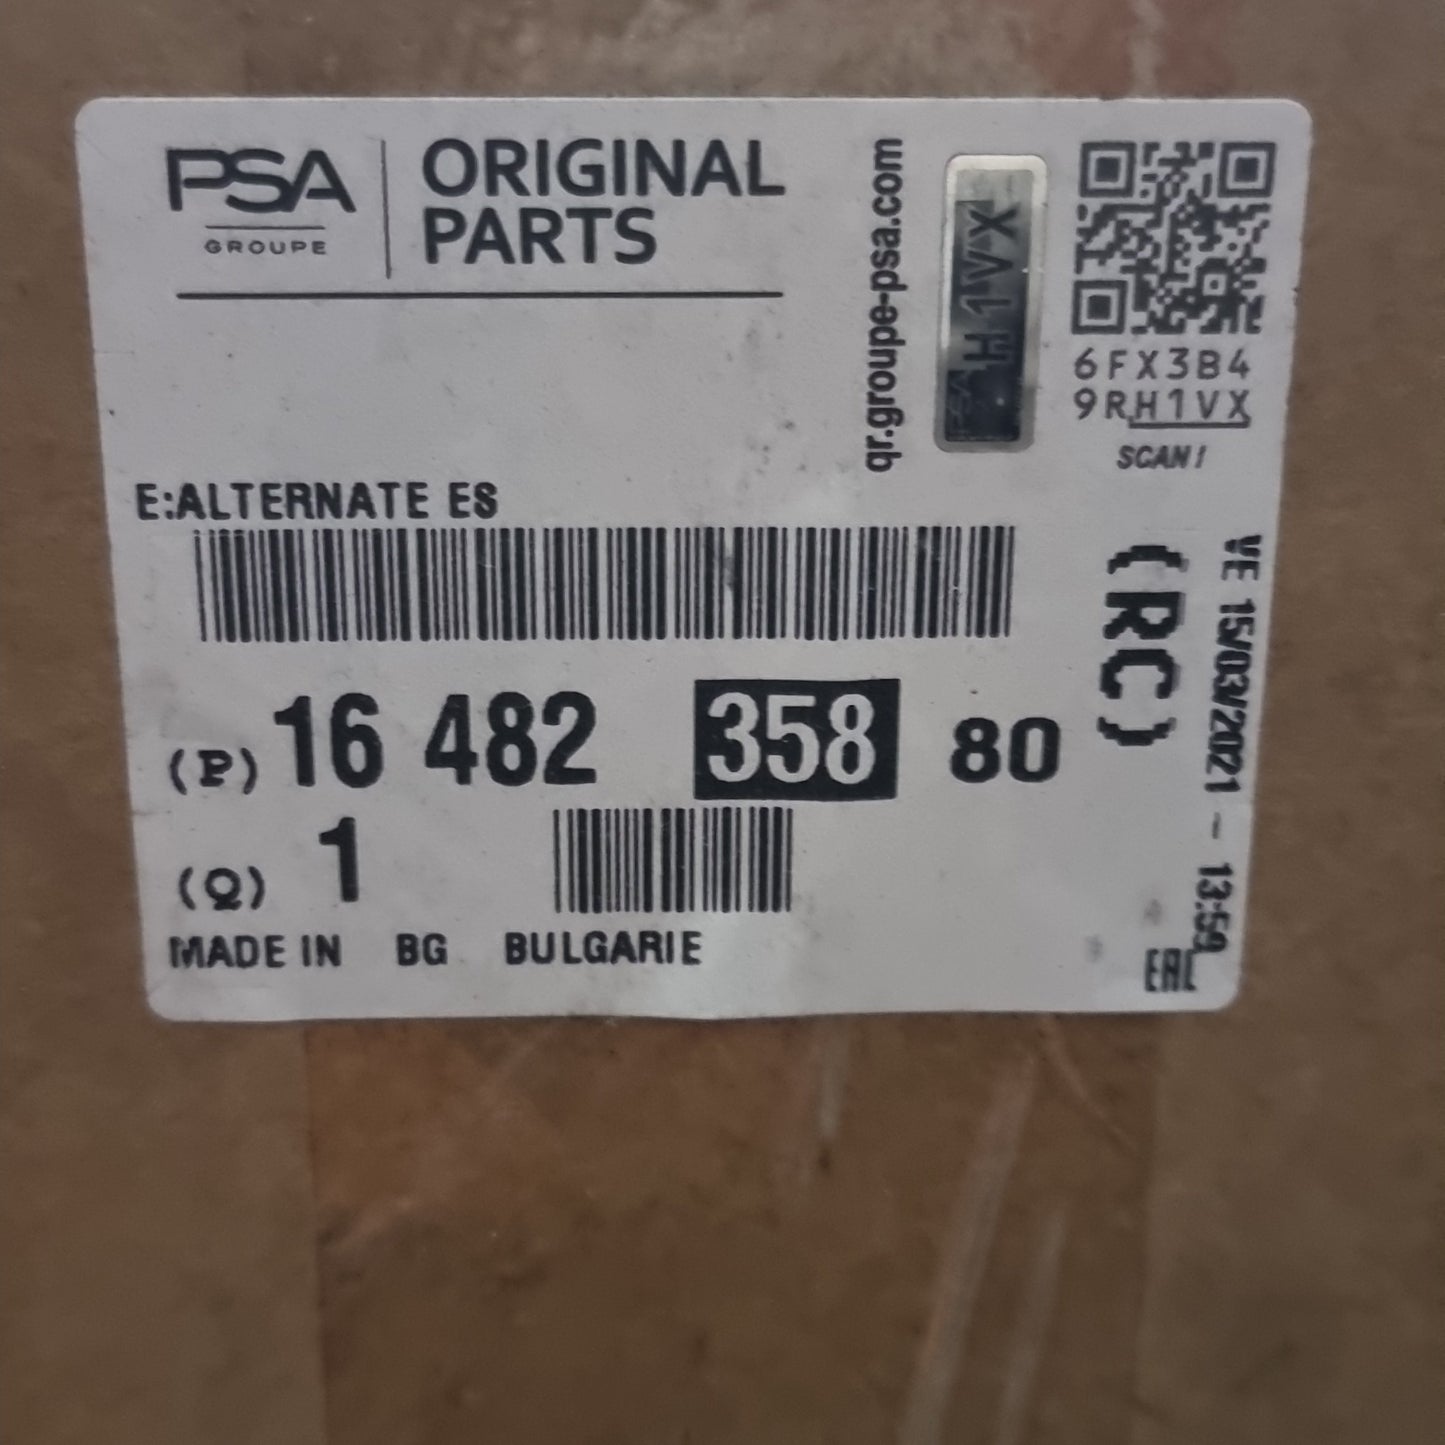 PSA
GROUPE
ORIGINAL
PARTS
qr.groupe-psa.com
H1VX
6FX3B4
9RH1VX
SCAN!
E:ALTERNATE ES
(P) 16 482 358 80
(RC)
VE 15/03/2021 - 13:59
(Q) 1
MADE IN BG BULGARIE
EAC